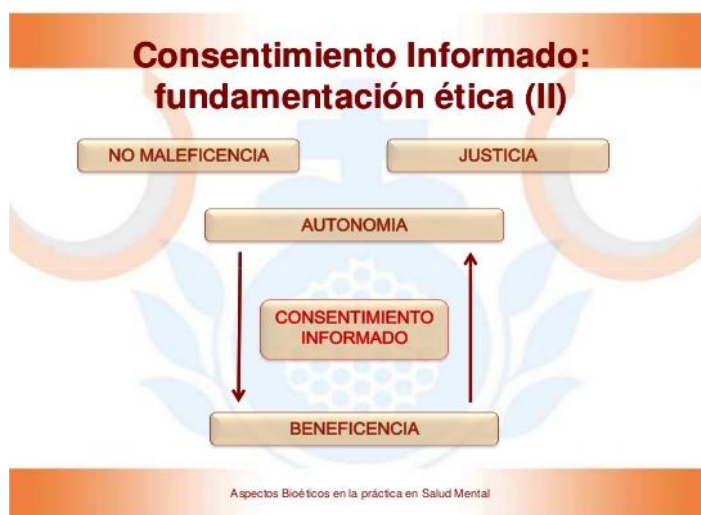 Consentimiento Informado:
fundamentación ética (II)
NO MALEFICENCIA
JUSTICIA
AUTONOMIA
CONSENTIMIENTO
INFORMADO
BENEFICENCIA
Aspectos Bioéticos en la práctica en Salud Mental